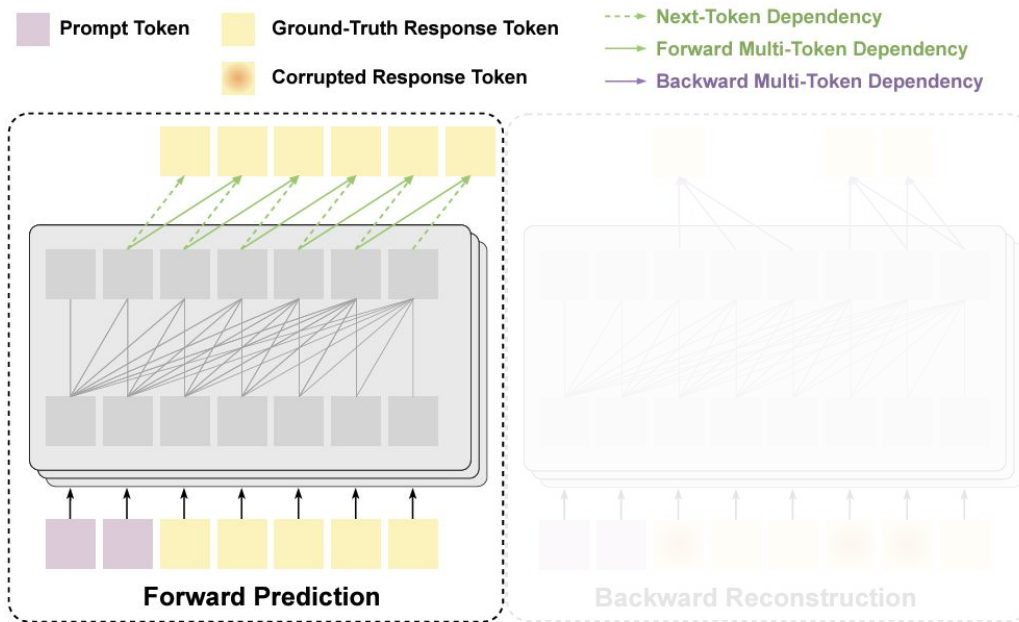 Prompt Token
Ground-Truth Response Token
Corrupted Response Token
Next-Token Dependency
Forward Multi-Token Dependency
Backward Multi-Token Dependency
Forward Prediction
Backward Reconstruction